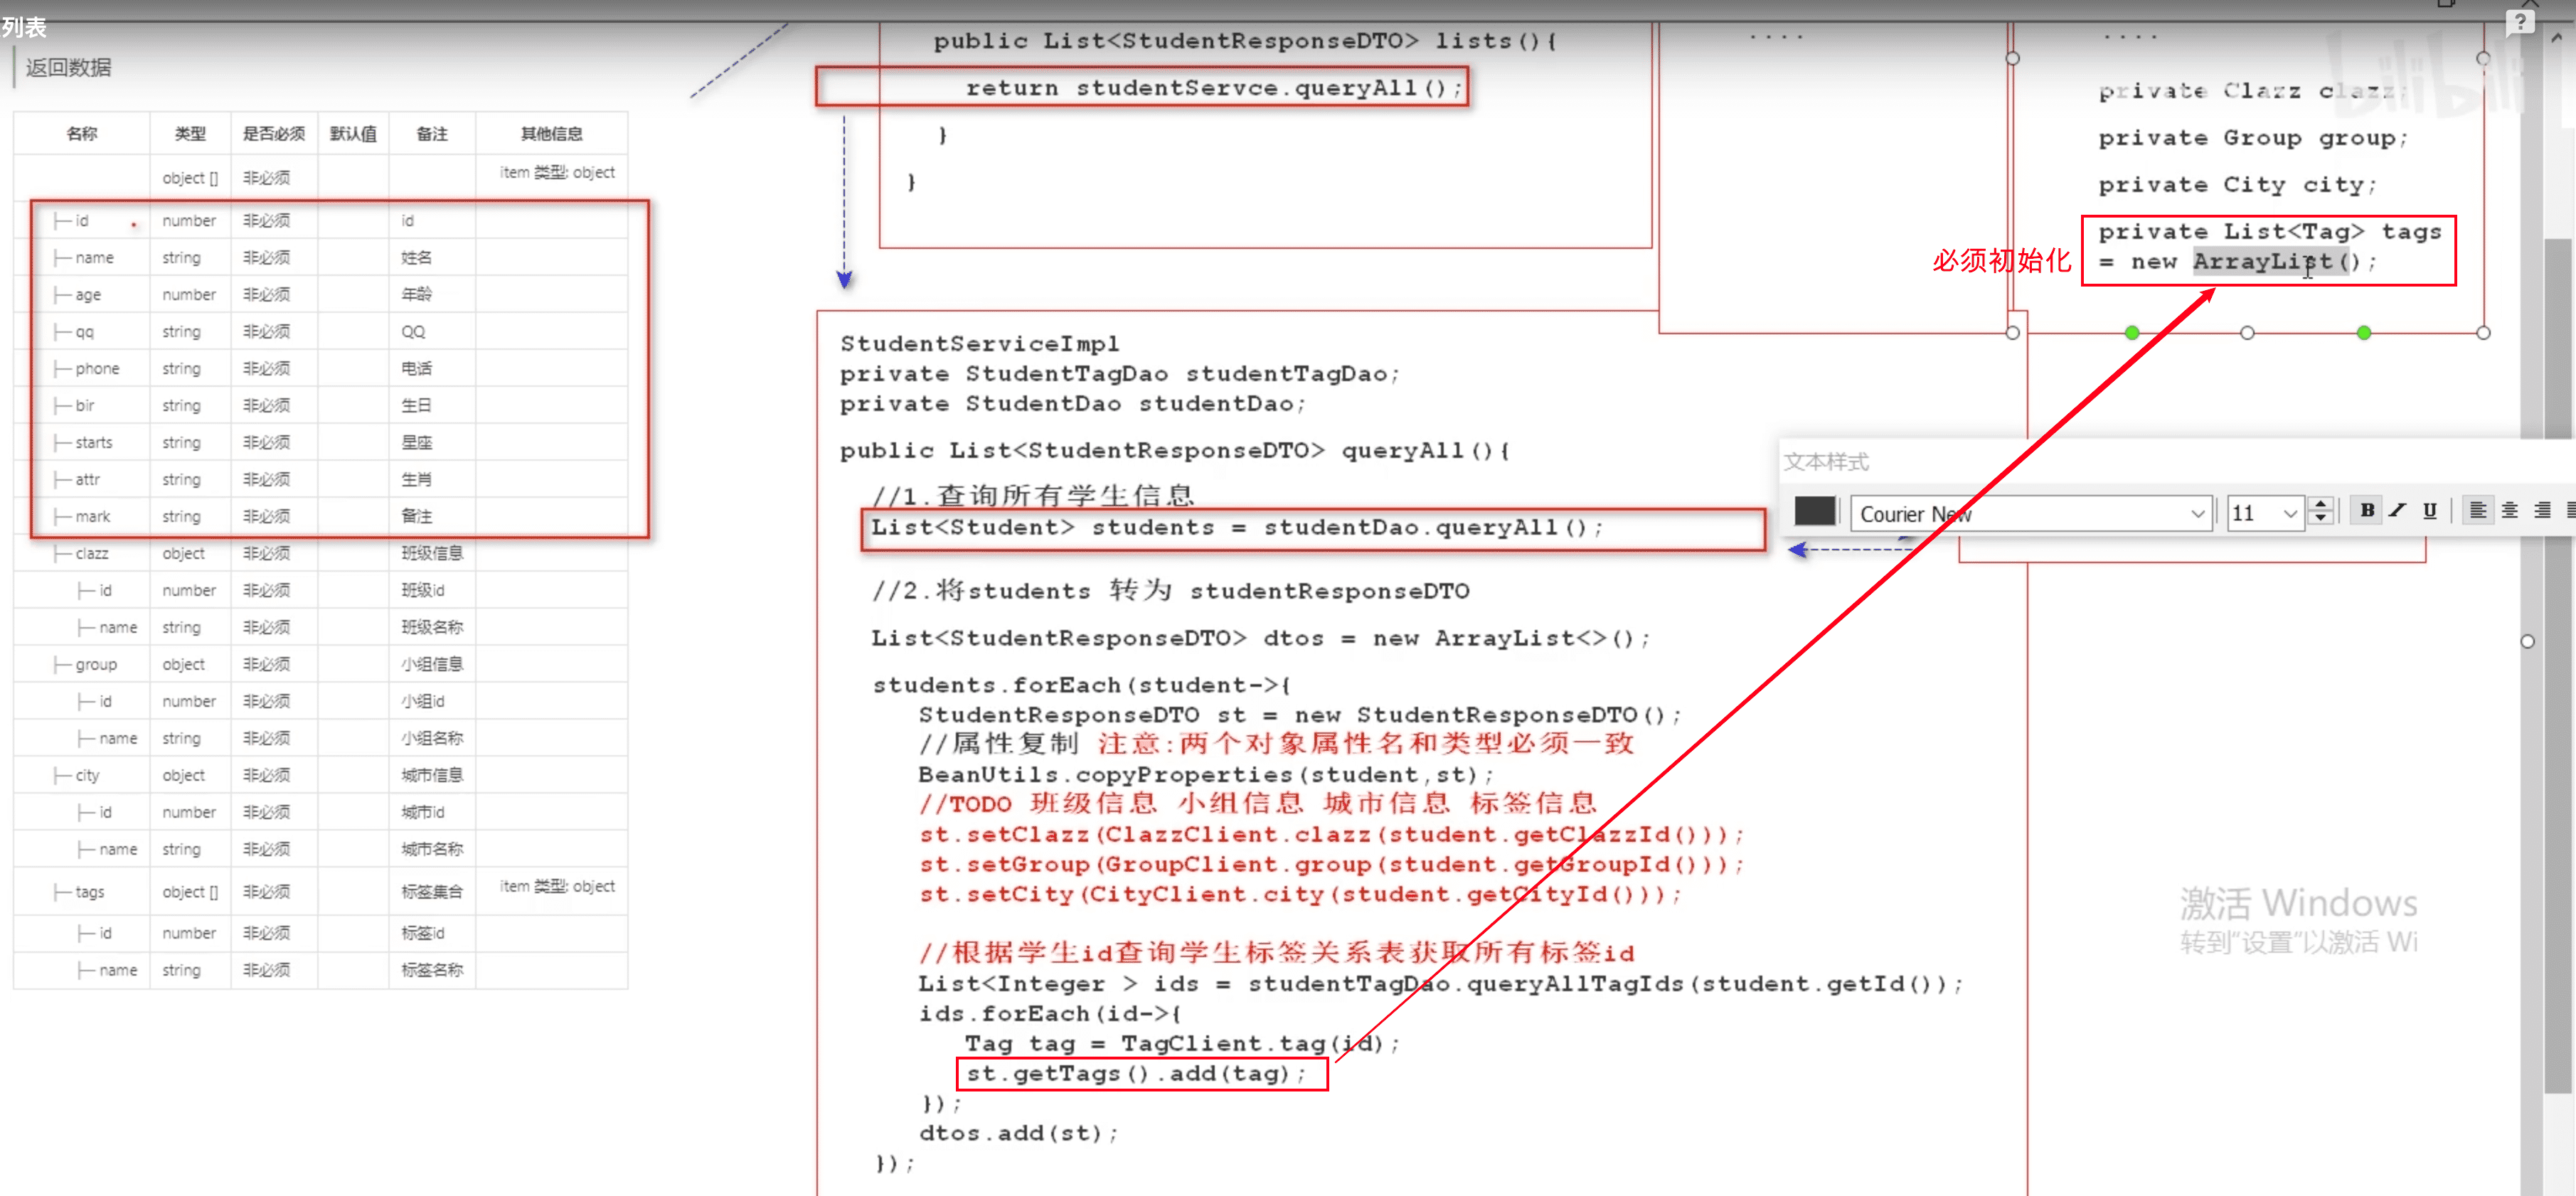 列表
返回数据
名称 类型 是否必须 默认值 备注 其他信息
object [] 非必须 item 类型: object
├─ id number 非必须 id
├─ name string 非必须 姓名
├─ age number 非必须 年龄
├─ qq string 非必须 QQ
├─ phone string 非必须 电话
├─ bir string 非必须 生日
├─ starts string 非必须 星座
├─ attr string 非必须 生肖
├─ mark string 非必须 备注
├─ clazz object 非必须 班级信息
├─ id number 非必须 班级id
├─ name string 非必须 班级名称
├─ group object 非必须 小组信息
├─ id number 非必须 小组id
├─ name string 非必须 小组名称
├─ city object 非必须 城市信息
├─ id number 非必须 城市id
├─ name string 非必须 城市名称
├─ tags object [] 非必须 标签集合 item 类型: object
├─ id number 非必须 标签id
├─ name string 非必须 标签名称
public List<StudentResponseDTO> lists(){
return studentServce.queryAll();
}
}
....
....
private Clazz clazz;
private Group group;
private City city;
private List<Tag> tags
= new ArrayList();
必须初始化
bilibili
?
StudentServiceImpl
private StudentTagDao studentTagDao;
private StudentDao studentDao;
public List<StudentResponseDTO> queryAll(){
//1.查询所有学生信息
List<Student> students = studentDao.queryAll();
//2.将students 转为 studentResponseDTO
List<StudentResponseDTO> dtos = new ArrayList<>();
students.forEach(student->{
StudentResponseDTO st = new StudentResponseDTO();
//属性复制 注意:两个对象属性名和类型必须一致
BeanUtils.copyProperties(student,st);
//TODO 班级信息 小组信息 城市信息 标签信息
st.setClazz(ClazzClient.clazz(student.getClazzId()));
st.setGroup(GroupClient.group(student.getGroupId()));
st.setCity(CityClient.city(student.getCityId()));
//根据学生id查询学生标签关系表获取所有标签id
List<Integer > ids = studentTagDao.queryAllTagIds(student.getId());
ids.forEach(id->{
Tag tag = TagClient.tag(id);
st.getTags().add(tag);
});
dtos.add(st);
});
文本样式
Courier New 11 B I U
激活 Windows
转到"设置"以激活 Wi